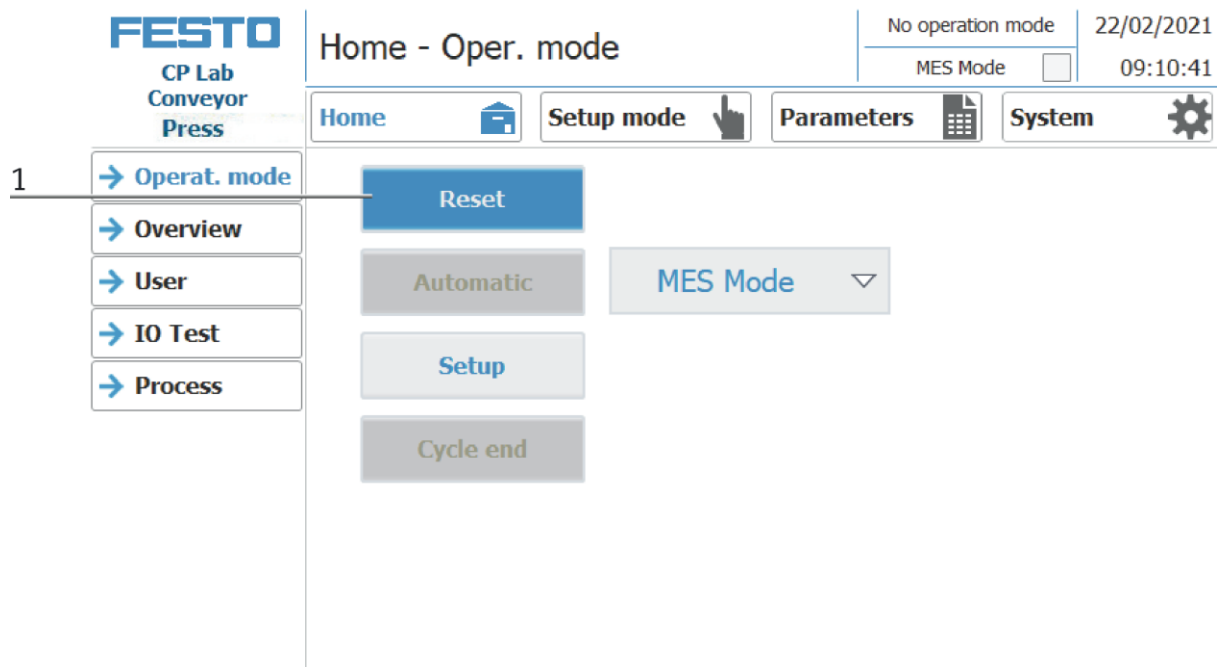 FESTO
CP Lab
Conveyor
Press
Home - Oper. mode
No operation mode
MES Mode
22/02/2021
09:10:41
Home
Setup mode
Parameters
System
1
Operat. mode
Overview
User
IO Test
Process
Reset
Automatic
MES Mode
Setup
Cycle end